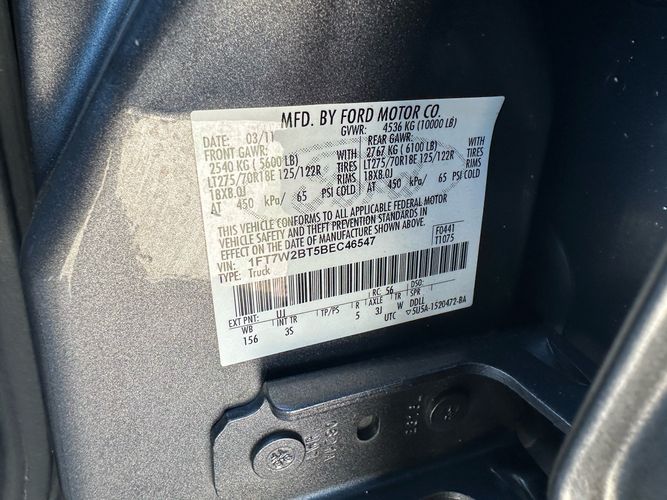 MFD. BY FORD MOTOR CO.
DATE: 03/11 GVWR: 4536 KG (10000 LB)
FRONT GAWR: REAR GAWR:
2540 KG ( 5600 LB) WITH 2767 KG ( 6100 LB) WITH
LT275/70R18E 125/122R TIRES LT275/70R18E 125/122R TIRES
18X8.0J RIMS 18X8.0J RIMS
AT 450 kPa/ 65 PSI COLD AT 450 kPa/ 65 PSI COLD
THIS VEHICLE CONFORMS TO ALL APPLICABLE FEDERAL MOTOR
VEHICLE SAFETY AND THEFT PREVENTION STANDARDS IN
EFFECT ON THE DATE OF MANUFACTURE SHOWN ABOVE.
VIN: 1FT7W2BT5BEC46547 F0441
TYPE: Truck T1075
RC: 56 DSO:
EXT PNT: UJ
WB INT TR TP/PS R AXLE TR SPR
156 3S 5 3J W DDLL
UTC ▽5U5A-1520472-BA